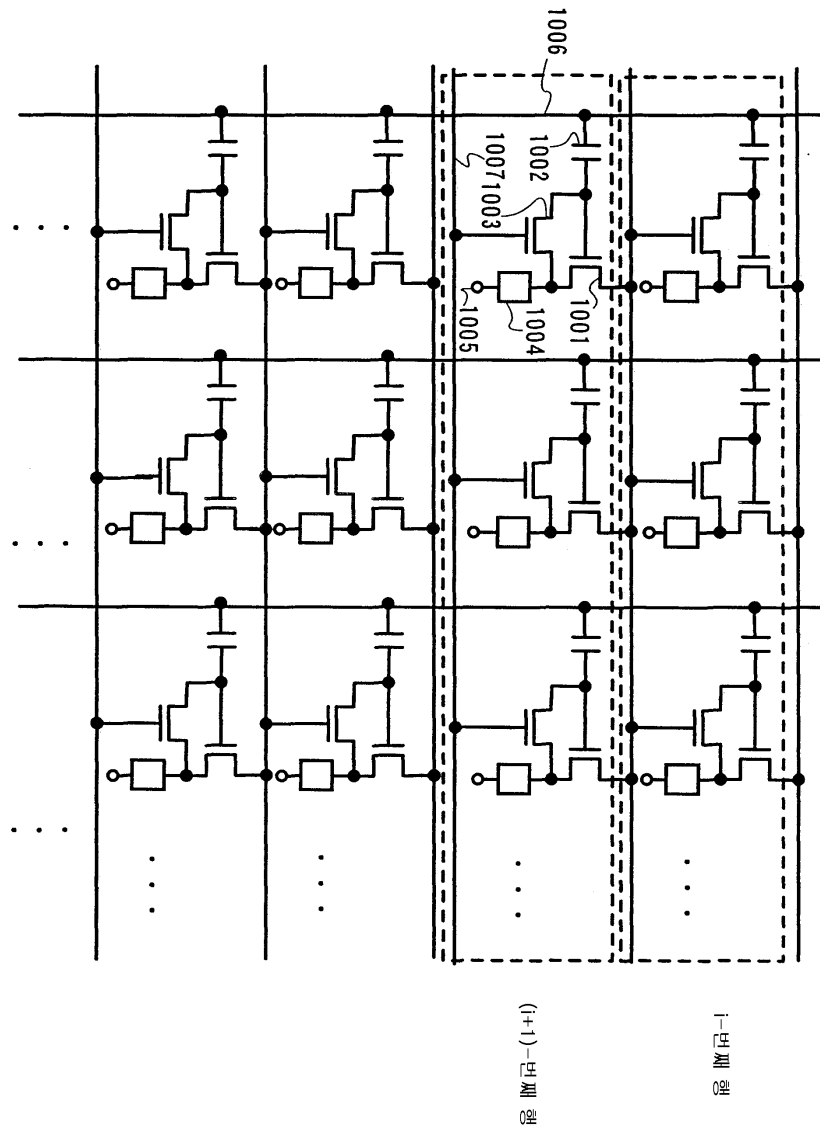 i-번째 행
(i+1)-번째 행
1006
1002
1007
1003
1001
1004
1005
. . .
. . .
. . .
. . .
. . .
. . .
. . .